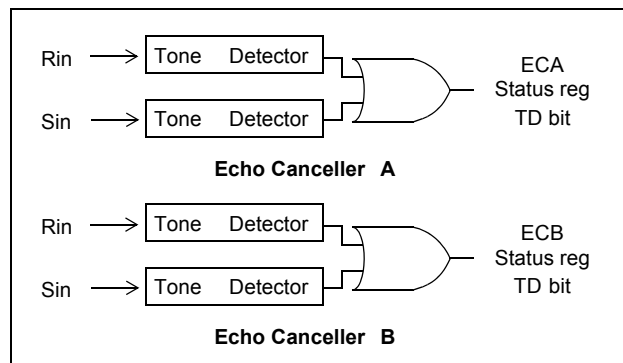 Rin
Tone Detector
Sin
Tone Detector
ECA
Status reg
TD bit
Echo Canceller A
Rin
Tone Detector
Sin
Tone Detector
ECB
Status reg
TD bit
Echo Canceller B